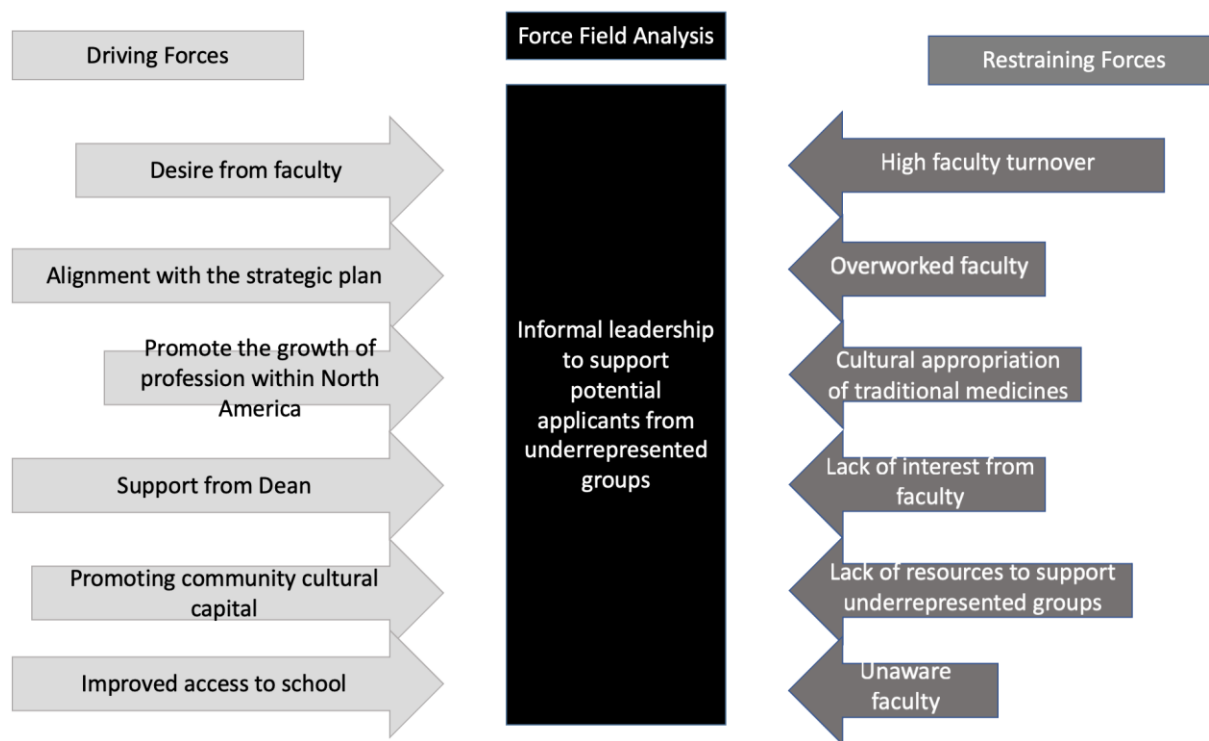 Force Field Analysis
Driving Forces
Restraining Forces
Desire from faculty
Alignment with the strategic plan
Promote the growth of
profession within North
America
Support from Dean
Promoting community cultural
capital
Improved access to school
Informal leadership
to support
potential
applicants from
underrepresented
groups
High faculty turnover
Overworked faculty
Cultural appropriation
of traditional medicines
Lack of interest from
faculty
Lack of resources to support
underrepresented groups
Unaware
faculty